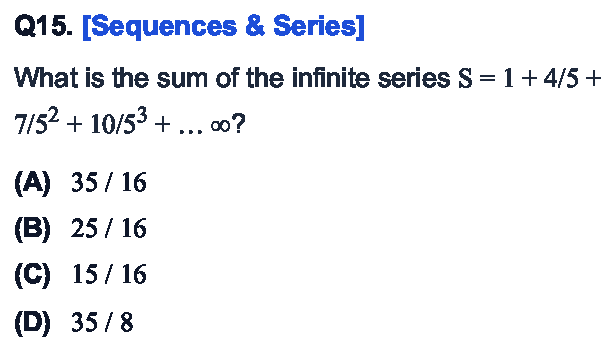 Q15. [Sequences & Series]
What is the sum of the infinite series S = 1 + 4/5 +
7/5² + 10/5³ + … ∞?
(A) 35 / 16
(B) 25 / 16
(C) 15 / 16
(D) 35 / 8